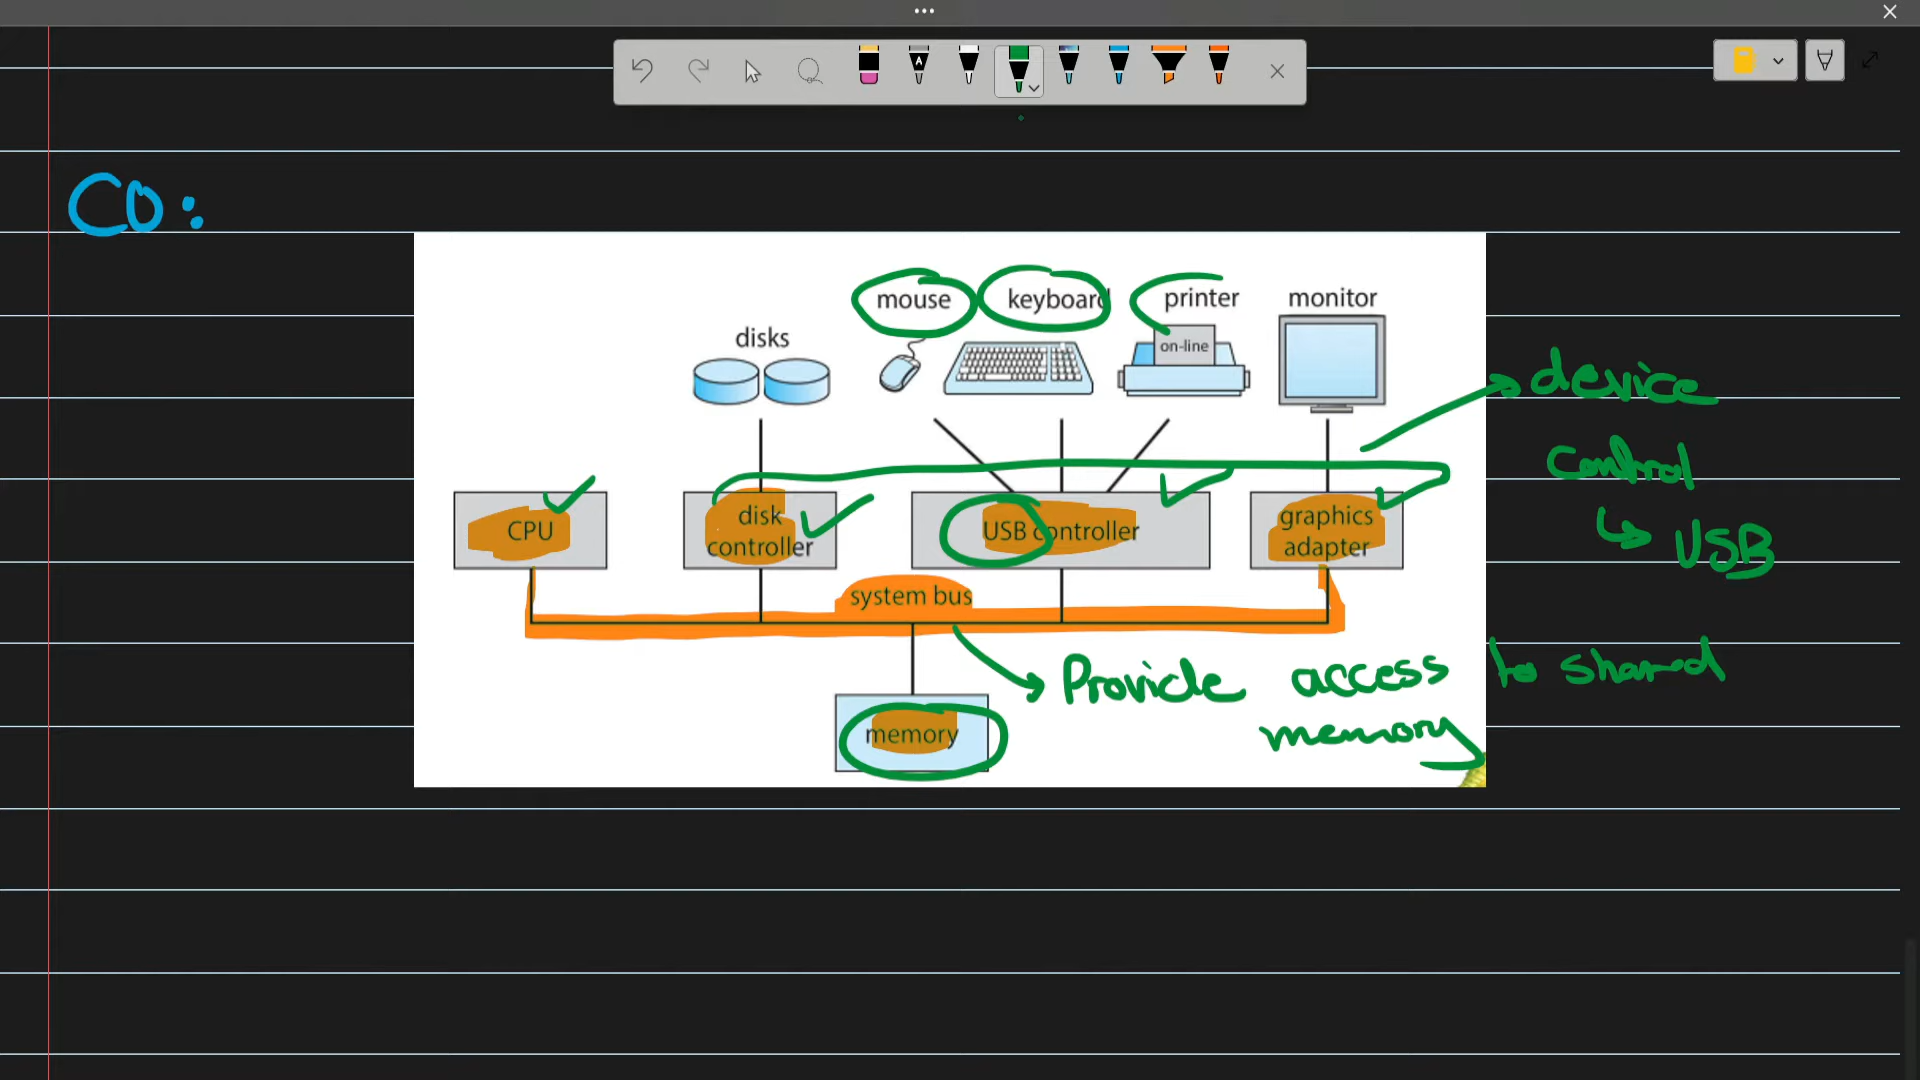 CO:
mouse keyboard printer monitor
disks
on-line
device
control
USB
CPU
disk controller
USB controller
graphics adapter
system bus
Provide access to shared
memory
memory